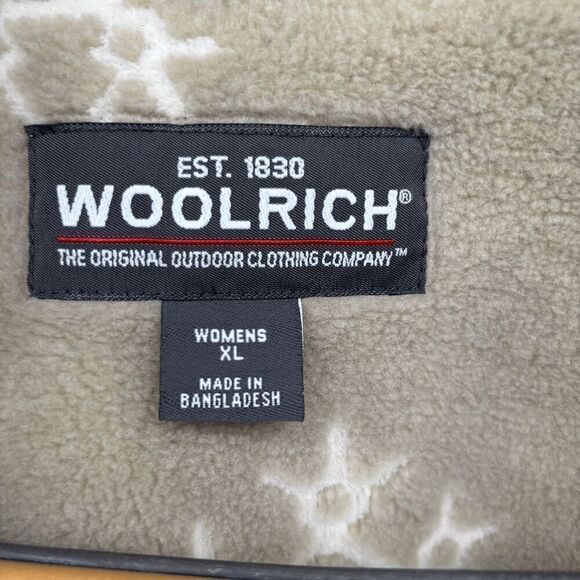 EST. 1830
WOOLRICH®
THE ORIGINAL OUTDOOR CLOTHING COMPANY™
WOMENS
XL
MADE IN
BANGLADESH